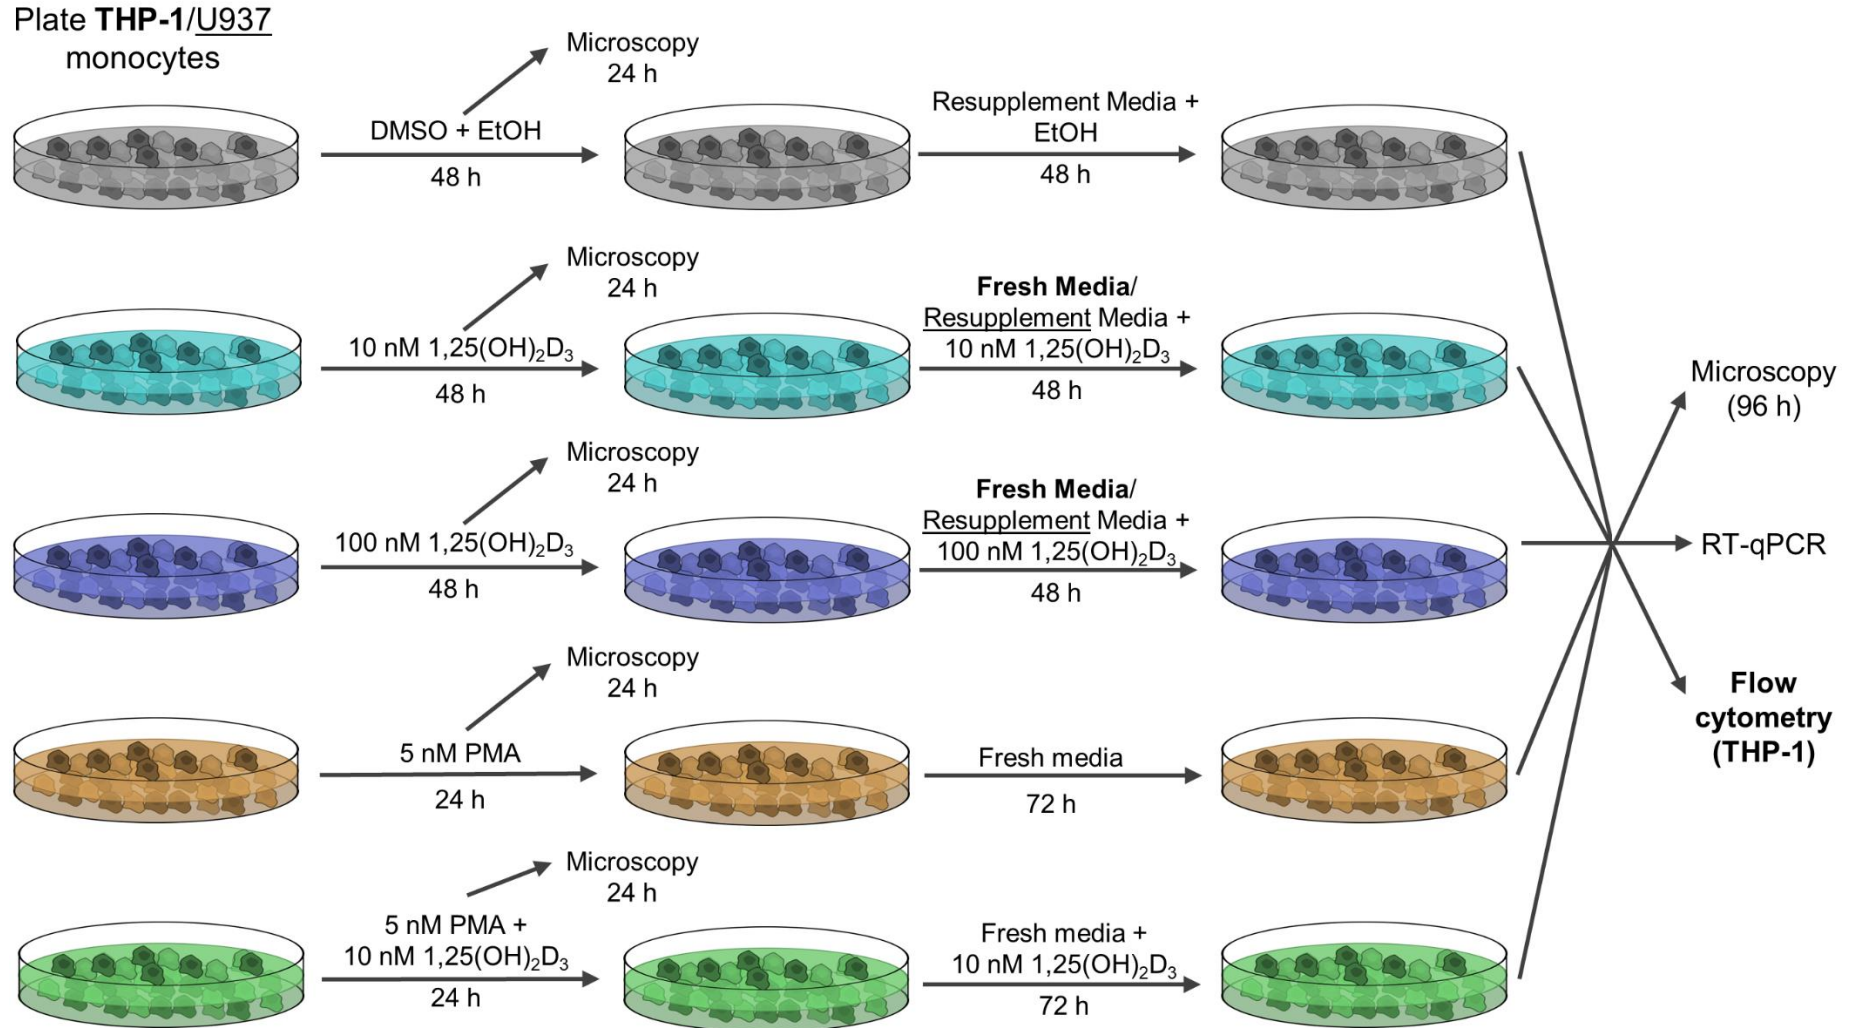 Plate THP-1/U937
monocytes
Microscopy
24 h
DMSO + EtOH
48 h
Resupplement Media +
EtOH
48 h
Microscopy
24 h
10 nM 1,25(OH)₂D₃
48 h
Fresh Media/
Resupplement Media +
10 nM 1,25(OH)₂D₃
48 h
Microscopy
24 h
100 nM 1,25(OH)₂D₃
48 h
Fresh Media/
Resupplement Media +
100 nM 1,25(OH)₂D₃
48 h
Microscopy
24 h
5 nM PMA
24 h
Fresh media
72 h
Microscopy
24 h
5 nM PMA +
10 nM 1,25(OH)₂D₃
24 h
Fresh media +
10 nM 1,25(OH)₂D₃
72 h
Microscopy
(96 h)
RT-qPCR
Flow
cytometry
(THP-1)